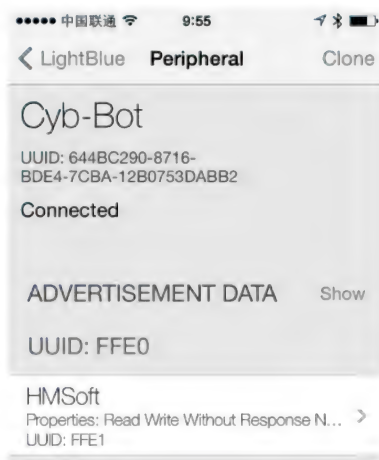 中国联通 9:55
LightBlue Peripheral Clone
Cyb-Bot
UUID: 644BC290-8716-
BDE4-7CBA-12B0753DABB2
Connected
ADVERTISEMENT DATA Show
UUID: FFE0
HMSoft
Properties: Read Write Without Response N...
UUID: FFE1